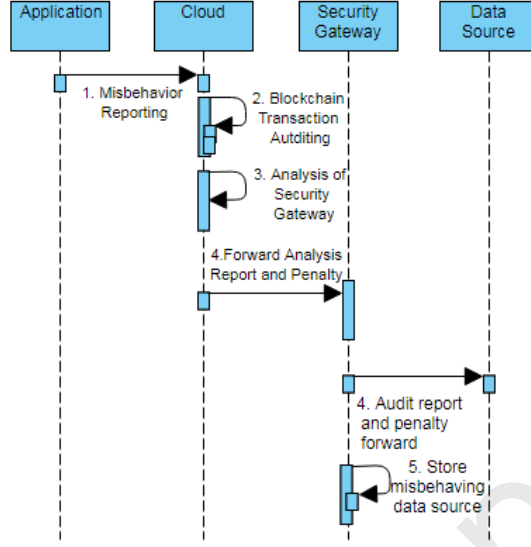 Application
Cloud
Security
Gateway
Data
Source
1. Misbehavior
Reporting
2. Blockchain
Transaction
Autditing
3. Analysis of
Security
Gateway
4.Forward Analysis
Report and Penalty
4. Audit report
and penalty
forward
5. Store
misbehaving
data source